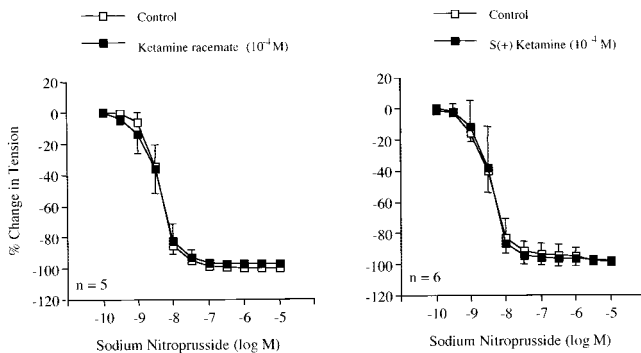 Control
Ketamine racemate (10⁻⁴ M)
20
0
-20
-40
-60
-80
-100
-120
% Change in Tension
n = 5
-10 -9 -8 -7 -6 -5
Sodium Nitroprusside (log M)
Control
S(+) Ketamine (10⁻⁴ M)
20
0
-20
-40
-60
-80
-100
-120
n = 6
-10 -9 -8 -7 -6 -5
Sodium Nitroprusside (log M)